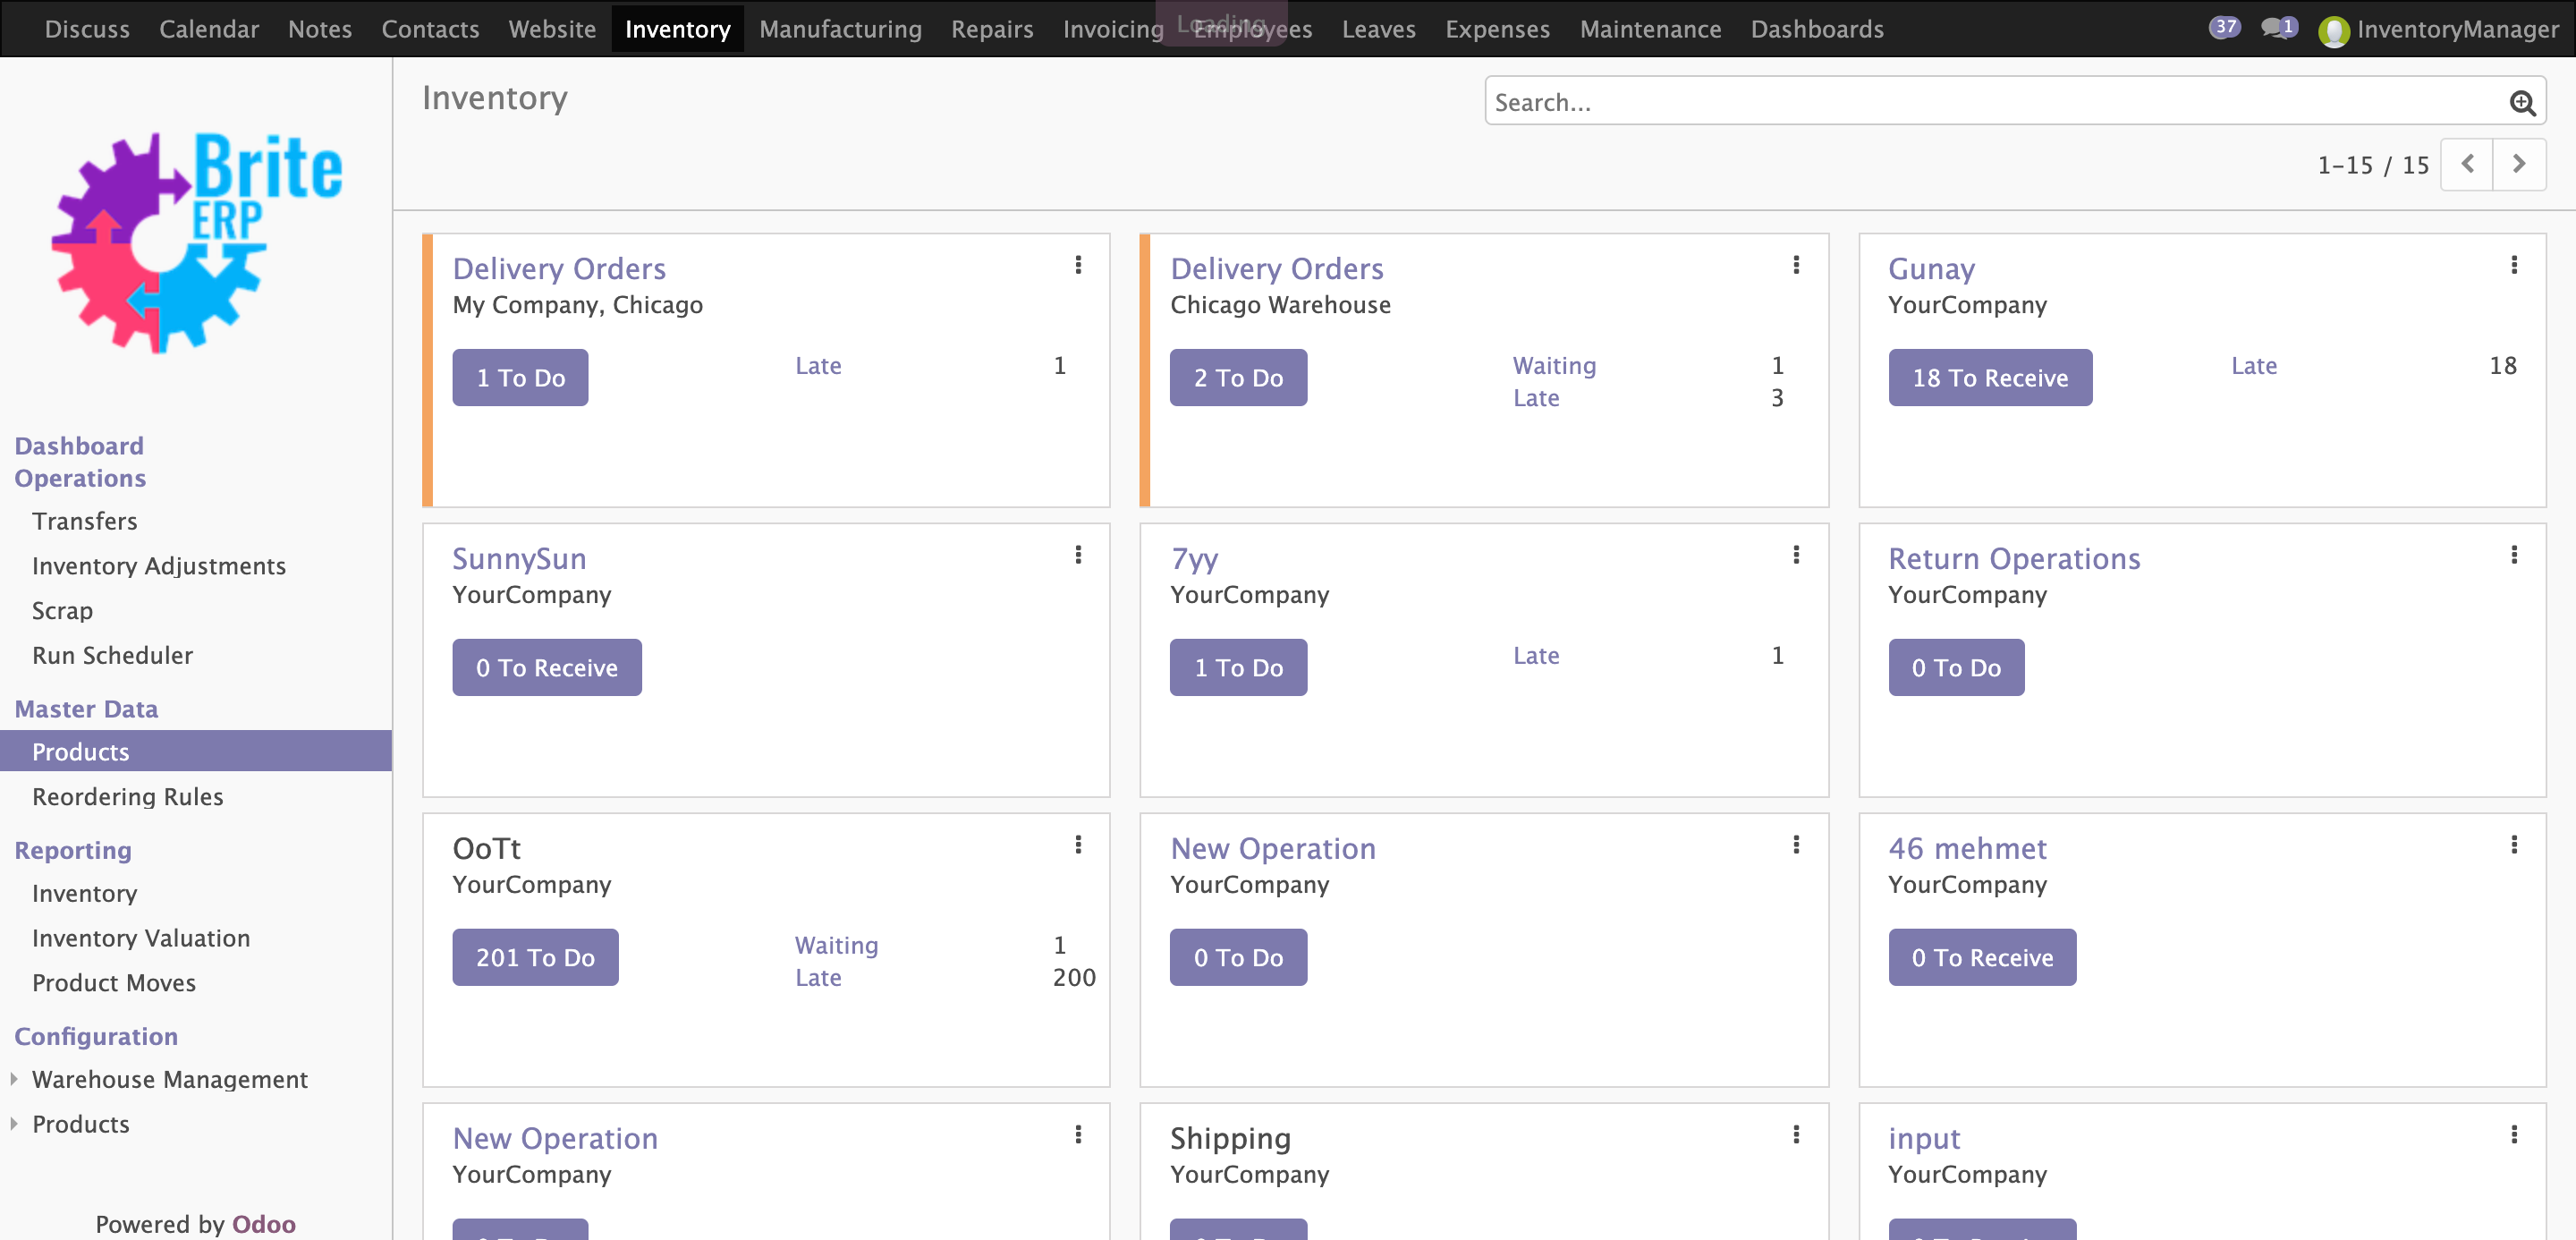 Discuss Calendar Notes Contacts Website Inventory Manufacturing Repairs Invoicing Employees Leaves Expenses Maintenance Dashboards 37 1 InventoryManager
Loading
Brite
ERP
Dashboard
Operations
Transfers
Inventory Adjustments
Scrap
Run Scheduler
Master Data
Products
Reordering Rules
Reporting
Inventory
Inventory Valuation
Product Moves
Configuration
Warehouse Management
Products
Powered by Odoo
Inventory
Search...
1-15 / 15
Delivery Orders
My Company, Chicago
1 To Do
Late 1
Delivery Orders
Chicago Warehouse
2 To Do
Waiting 1
Late 3
Gunay
YourCompany
18 To Receive
Late 18
SunnySun
YourCompany
0 To Receive
7yy
YourCompany
1 To Do
Late 1
Return Operations
YourCompany
0 To Do
OoTt
YourCompany
201 To Do
Waiting 1
Late 200
New Operation
YourCompany
0 To Do
46 mehmet
YourCompany
0 To Receive
New Operation
YourCompany
Shipping
YourCompany
input
YourCompany